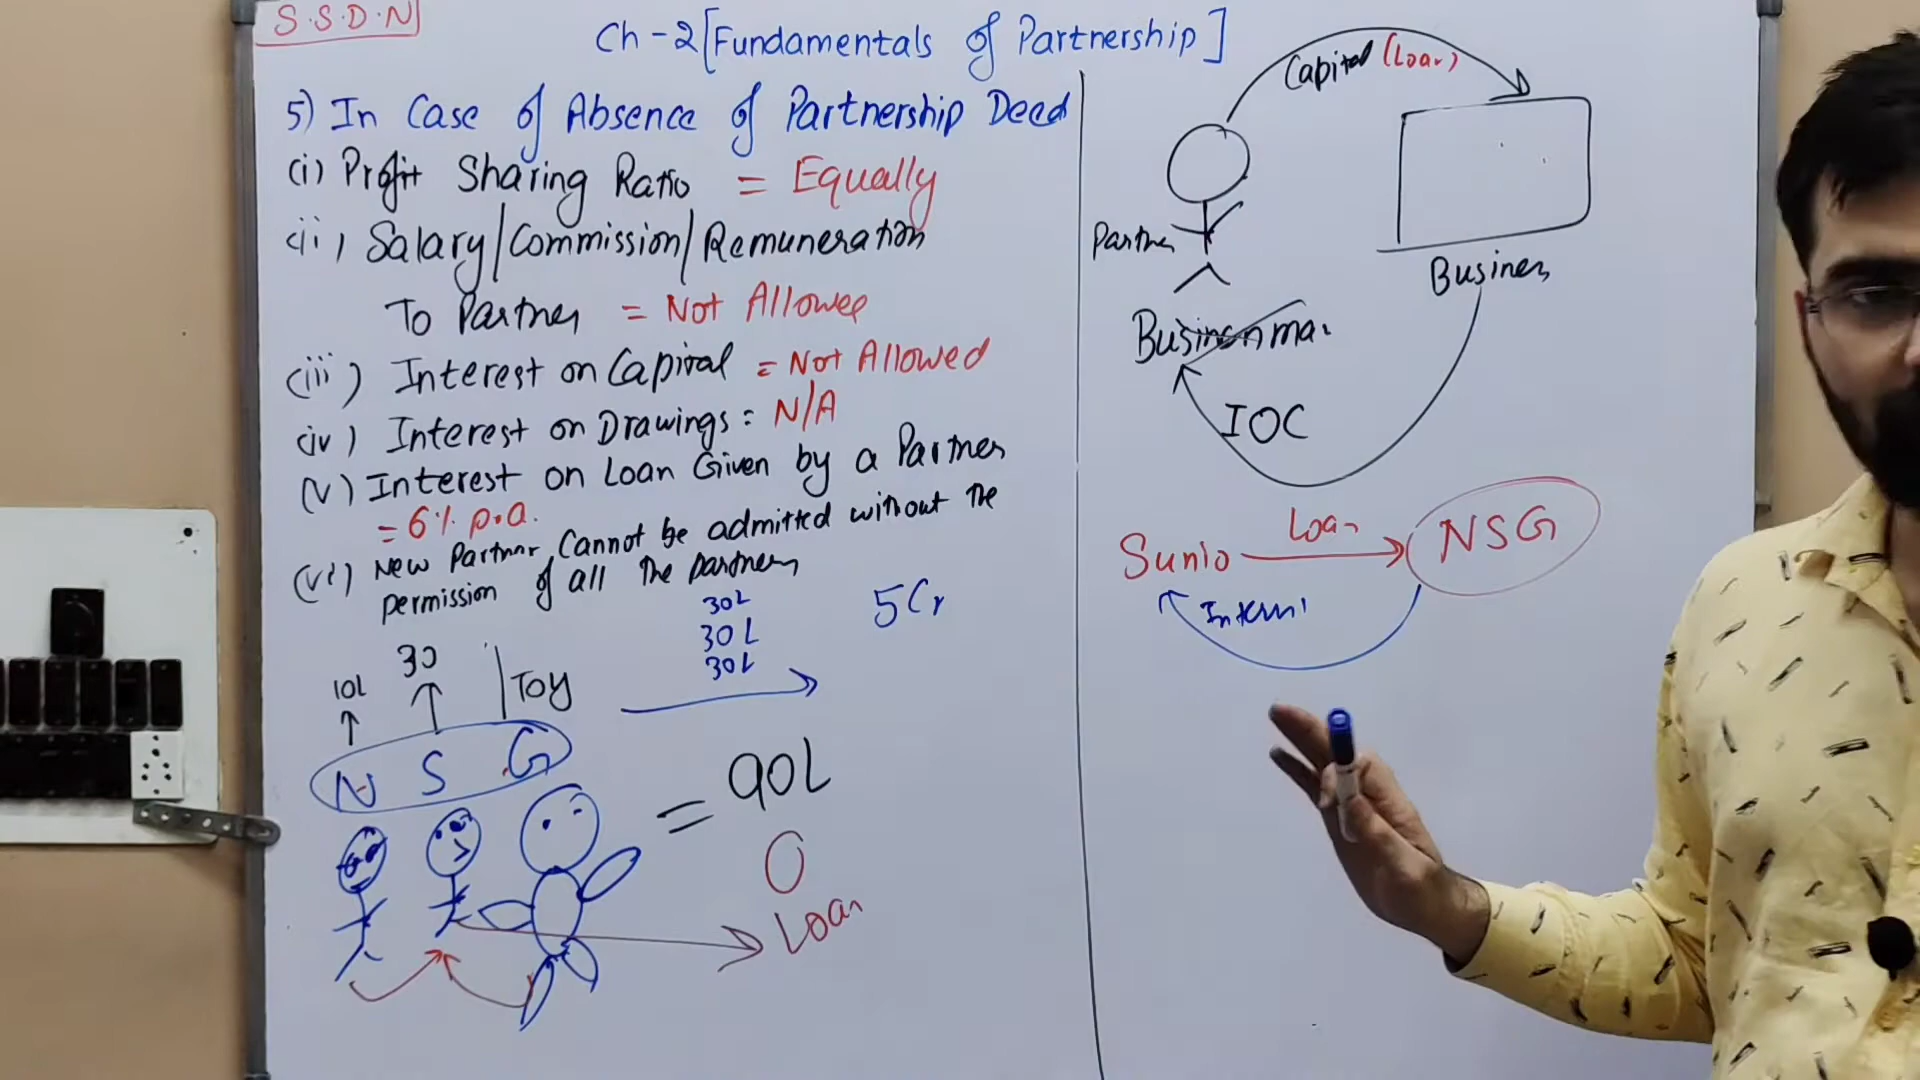 S.S.D.N
Ch-2 [Fundamentals of Partnership]
5) In Case of Absence of Partnership Deed
(i) Profit Sharing Ratio = Equally
(ii) Salary/Commission/Remuneration
To Partner = Not Allowed
(iii) Interest on Capital = Not Allowed
(iv) Interest on Drawings: N/A
(v) Interest on Loan Given by a Partner
= 6% p.a.
(vi) New Partner Cannot be admitted without the
permission of all the partners
30L
30L
30L
5Cr
10L
30
Toy
N S G
= 90L
0
Loan
Capital (Loan)
Partner
Business
IOC
Loan
NSG